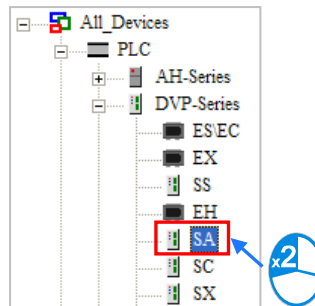 All_Devices
PLC
AH-Series
DVP-Series
ES\EC
EX
SS
EH
SA
x2
SC
SX